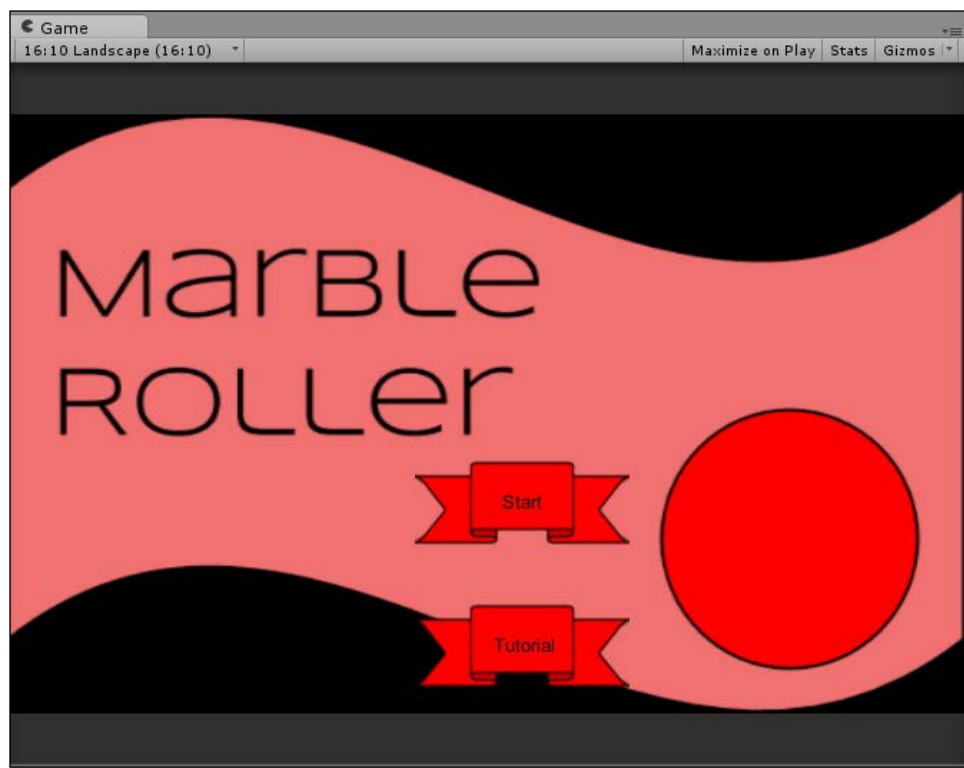 Game
16:10 Landscape (16:10) Maximize on Play Stats Gizmos
Marble
Roller
Start
Tutorial